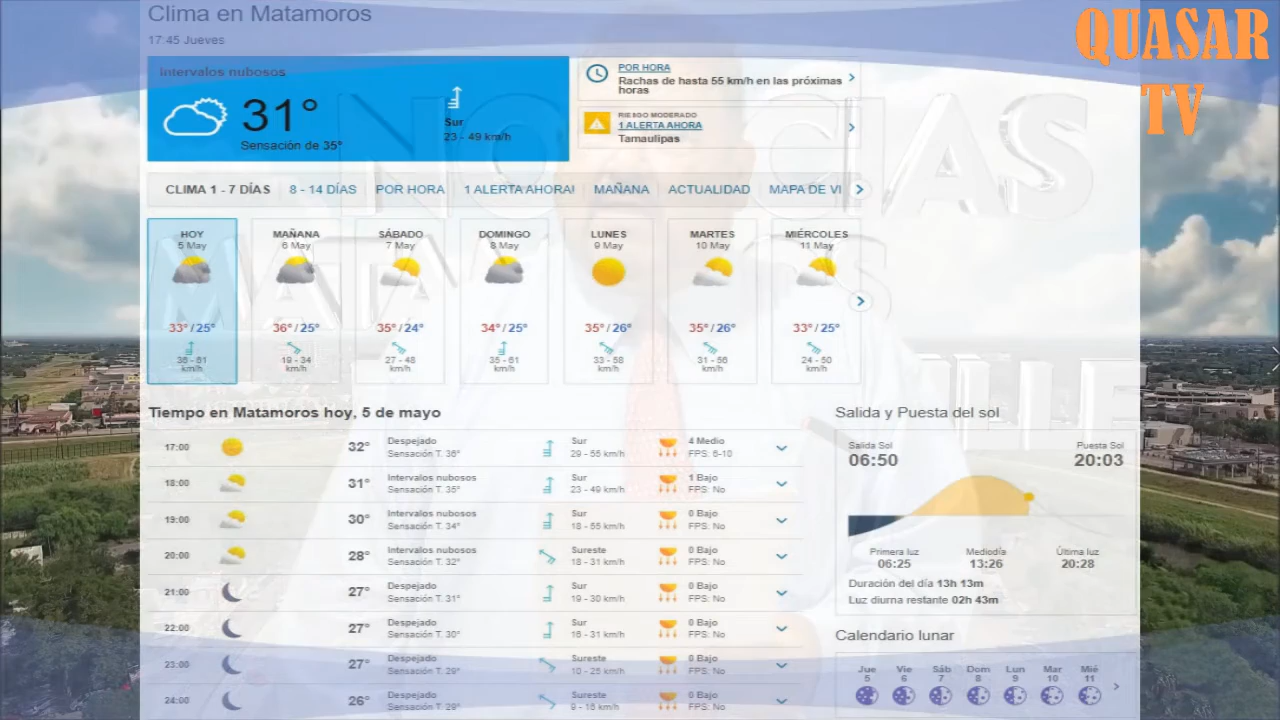 Clima en Matamoros
17:45 Jueves
QUASAR
TV
NOTICIAS
MATAMOROS
Intervalos nubosos
31°
Sensación de 35°
Sur
23 - 49 km/h
POR HORA
Rachas de hasta 55 km/h en las próximas
horas
RIESGO MODERADO
1 ALERTA AHORA
Tamaulipas
CLIMA 1 - 7 DÍAS 8 - 14 DÍAS POR HORA 1 ALERTA AHORA! MAÑANA ACTUALIDAD MAPA DE VI
HOY MAÑANA SÁBADO DOMINGO LUNES MARTES MIÉRCOLES
5 May 6 May 7 May 8 May 9 May 10 May 11 May
33° / 25° 36° / 25° 35° / 24° 34° / 25° 35° / 26° 35° / 26° 33° / 25°
19 - 34 27 - 48 33 - 58 31 - 56 24 - 50
km/h km/h km/h km/h km/h km/h km/h
Tiempo en Matamoros hoy, 5 de mayo
17:00 32° Despejado Sensación T. 36° Sur 29 - 55 km/h 4 Medio FPS: 6-10
18:00 31° Intervalos nubosos Sensación T. 35° Sur 23 - 49 km/h 1 Bajo FPS: No
19:00 30° Intervalos nubosos Sensación T. 34° Sur 18 - 55 km/h 0 Bajo FPS: No
20:00 28° Intervalos nubosos Sensación T. 32° Sureste 18 - 31 km/h 0 Bajo FPS: No
21:00 27° Despejado Sensación T. 31° Sur 19 - 30 km/h 0 Bajo FPS: No
22:00 27° Despejado Sensación T. 30° Sur 16 - 31 km/h 0 Bajo FPS: No
23:00 27° Despejado Sensación T. 29° Sureste 10 - 25 km/h 0 Bajo FPS: No
24:00 26° Despejado Sensación T. 29° Sureste 9 - 18 km/h 0 Bajo FPS: No
Salida y Puesta del sol
Salida Sol Puesta Sol
06:50 20:03
Primera luz Mediodía Última luz
06:25 13:26 20:28
Duración del día 13h 13m
Luz diurna restante 02h 43m
Calendario lunar
Jue Vie Sáb Dom Lun Mar Mié
5 6 7 8 9 10 11